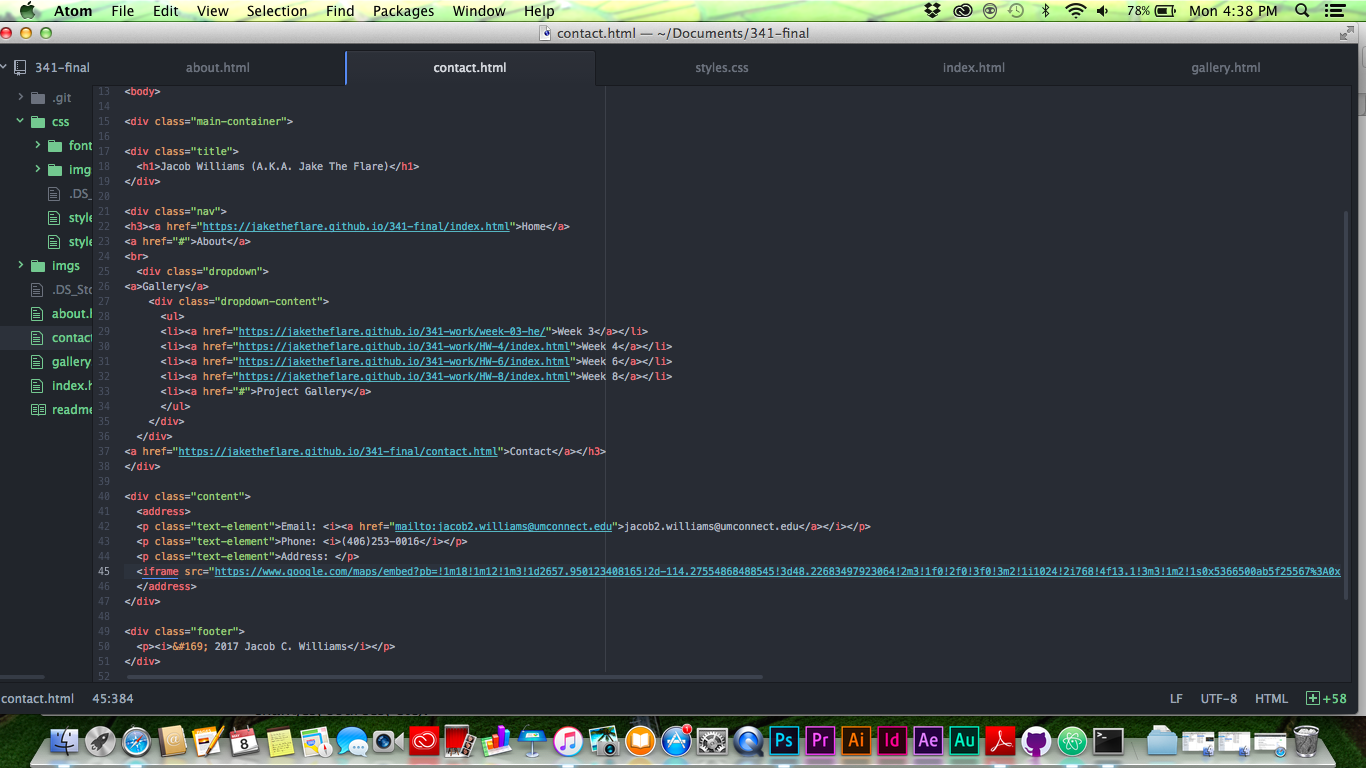 Atom File Edit View Selection Find Packages Window Help 78% Mon 4:38 PM
contact.html — ~/Documents/341-final
341-final about.html contact.html styles.css index.html gallery.html
.git
css
font
imgs
.DS_
style
style
imgs
.DS_Sto
about.h
contact
gallery
index.h
readme
13 <body>
14
15 <div class="main-container">
16
17 <div class="title">
18 <h1>Jacob Williams (A.K.A. Jake The Flare)</h1>
19 </div>
20
21 <div class="nav">
22 <h3><a href="https://jaketheflare.github.io/341-final/index.html">Home</a>
23 <a href="#">About</a>
24 <br>
25 <div class="dropdown">
26 <a>Gallery</a>
27 <div class="dropdown-content">
28 <ul>
29 <li><a href="https://jaketheflare.github.io/341-work/week-03-he/">Week 3</a></li>
30 <li><a href="https://jaketheflare.github.io/341-work/HW-4/index.html">Week 4</a></li>
31 <li><a href="https://jaketheflare.github.io/341-work/HW-6/index.html">Week 6</a></li>
32 <li><a href="https://jaketheflare.github.io/341-work/HW-8/index.html">Week 8</a></li>
33 <li><a href="#">Project Gallery</a>
34 </ul>
35 </div>
36 </div>
37 <a href="https://jaketheflare.github.io/341-final/contact.html">Contact</a></h3>
38 </div>
39
40 <div class="content">
41 <address>
42 <p class="text-element">Email: <i><a href="mailto:jacob2.williams@umconnect.edu">jacob2.williams@umconnect.edu</a></i></p>
43 <p class="text-element">Phone: <i>(406)253-0016</i></p>
44 <p class="text-element">Address: </p>
45 <iframe src="https://www.google.com/maps/embed?pb=!1m18!1m12!1m3!1d2657.950123408165!2d-114.27554868488545!3d48.22683497923064!2m3!1f0!2f0!3f0!3m2!1i1024!2i768!4f13.1!3m3!1m2!1s0x5366500ab5f25567%3A0x
46 </address>
47 </div>
48
49 <div class="footer">
50 <p><i>&#169; 2017 Jacob C. Williams</i></p>
51 </div>
52
contact.html 45:384 LF UTF-8 HTML +58
8 1 Ps Pr Ai Id Ae Au